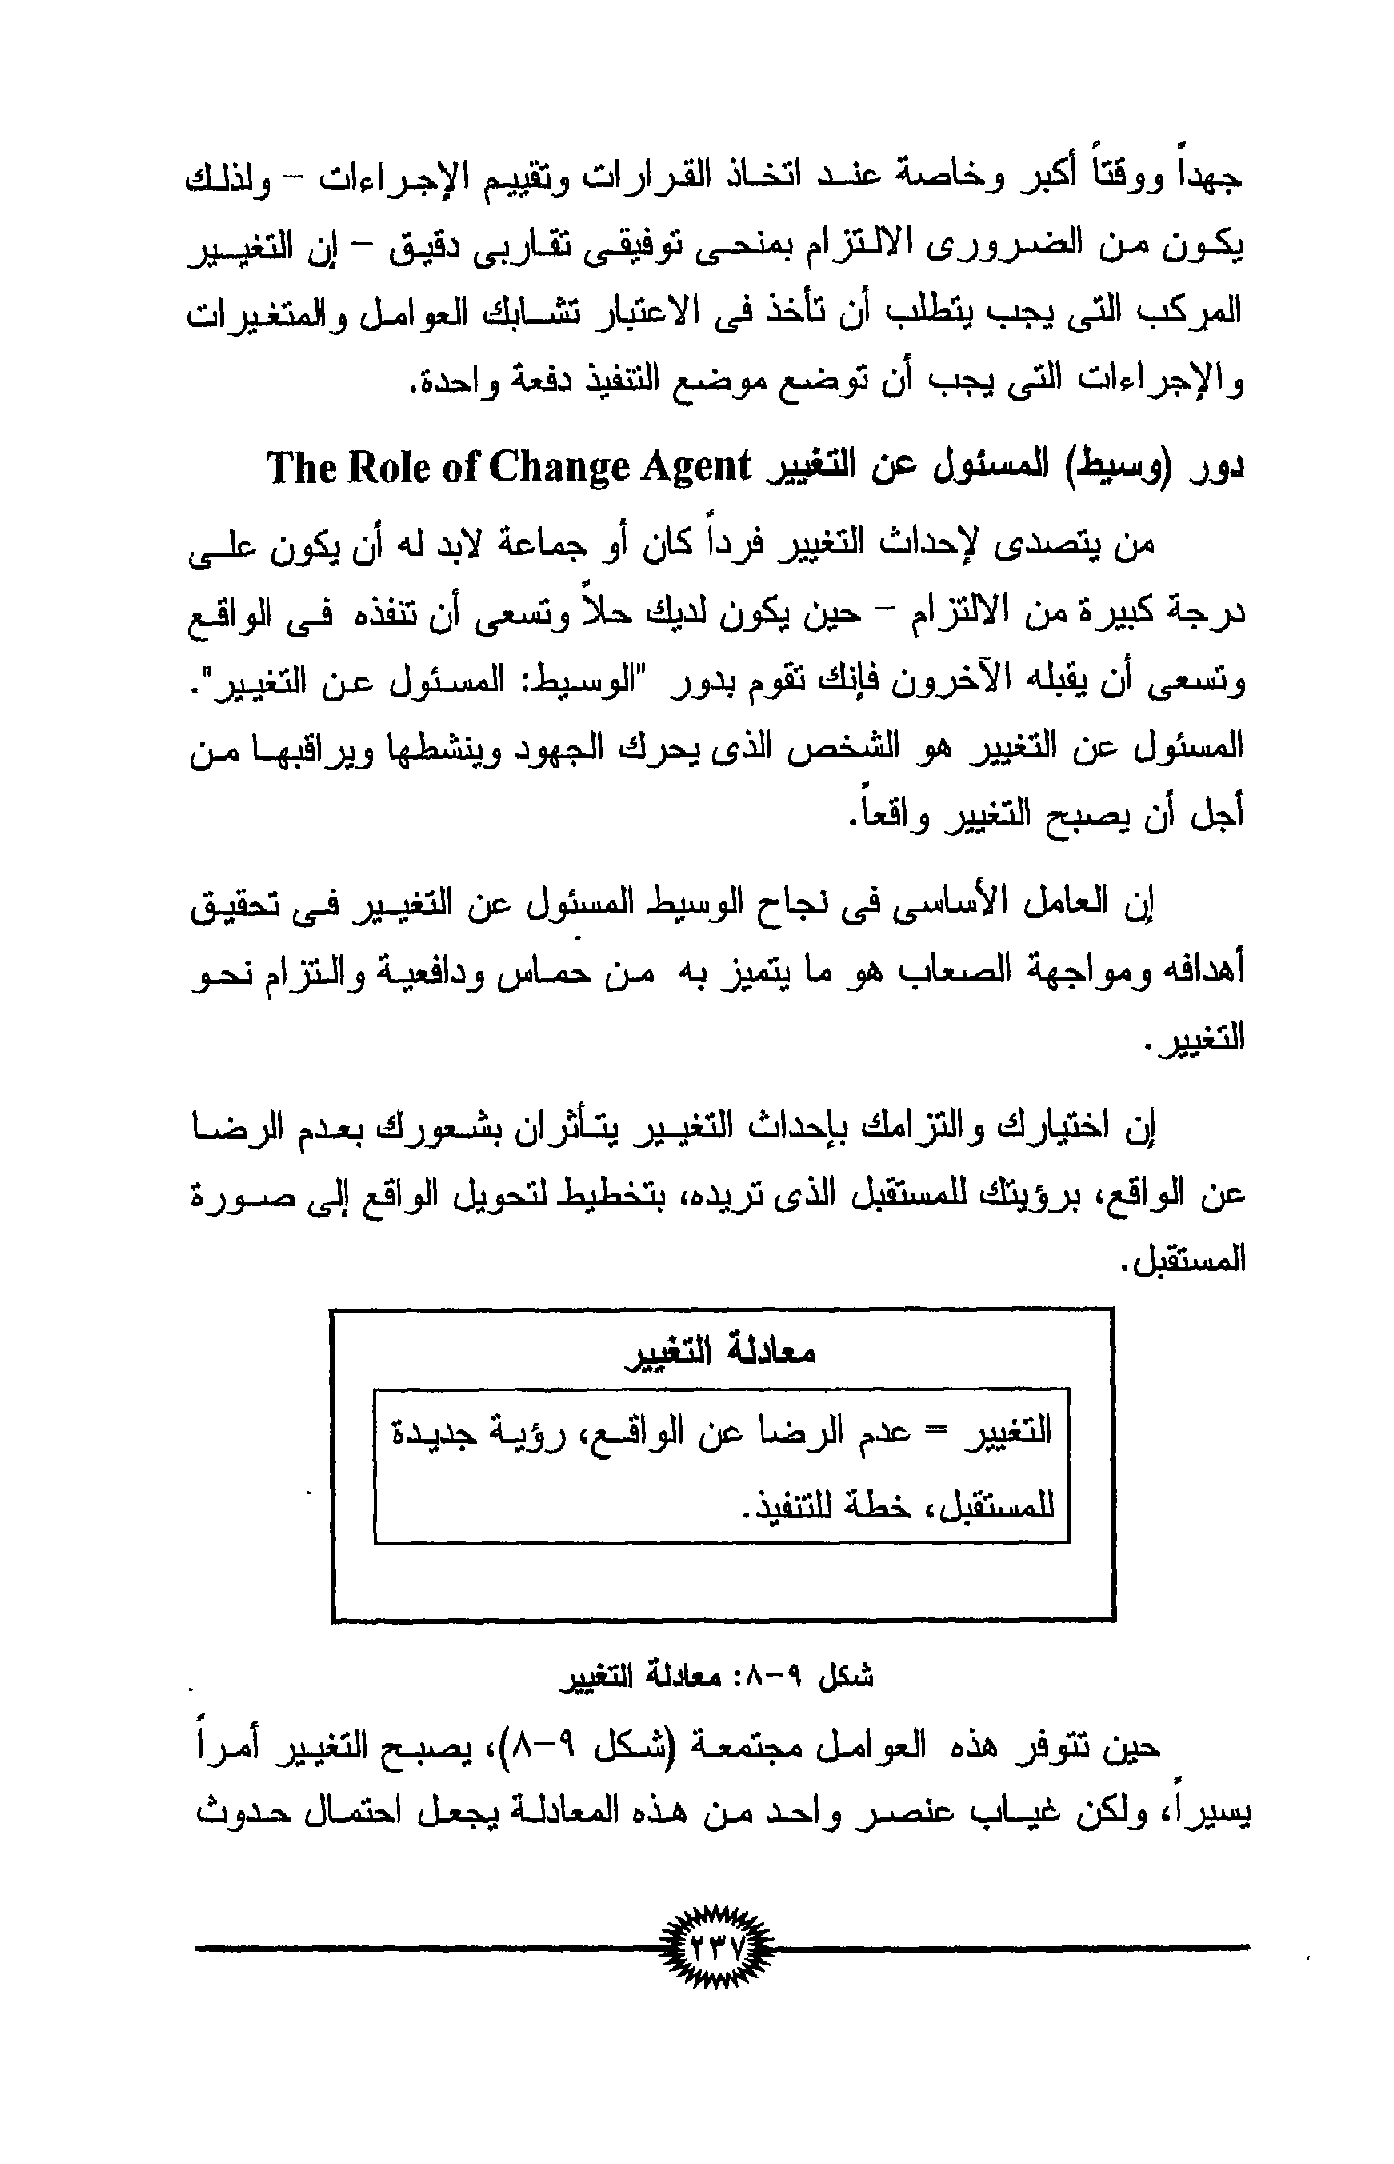 جهداً ووقتاً أكبر وخاصة عند اتخاذ القرارات وتقييم الإجراءات – ولذلك
يكون من الضرورى الالتزام بمنحى توفيقى تقاربى دقيق – إن التغيير
المركب التى يجب يتطلب أن تأخذ فى الاعتبار تشابك العوامل والمتغيرات
والإجراءات التى يجب أن توضع موضع التنفيذ دفعة واحدة.
دور (وسيط) المسئول عن التغيير The Role of Change Agent
من يتصدى لإحداث التغيير فرداً كان أو جماعة لابد له أن يكون على
درجة كبيرة من الالتزام – حين يكون لديك حلاً وتسعى أن تنفذه فى الواقع
وتسعى أن يقبله الآخرون فإنك تقوم بدور "الوسيط: المسئول عن التغيير".
المسئول عن التغيير هو الشخص الذى يحرك الجهود وينشطها ويراقبها من
أجل أن يصبح التغيير واقعاً.
إن العامل الأساسى فى نجاح الوسيط المسئول عن التغيير فى تحقيق
أهدافه ومواجهة الصعاب هو ما يتميز به من حماس ودافعية والتزام نحو
التغيير.
إن اختيارك والتزامك بإحداث التغيير يتأثران بشعورك بعدم الرضا
عن الواقع، برؤيتك للمستقبل الذى تريده، بتخطيط لتحويل الواقع إلى صورة
المستقبل.
معادلة التغيير
التغيير = عدم الرضا عن الواقع، رؤية جديدة
للمستقبل، خطة للتنفيذ.
شكل ٩–٨: معادلة التغيير
حين تتوفر هذه العوامل مجتمعة (شكل ٩–٨)، يصبح التغيير أمراً
يسيراً، ولكن غياب عنصر واحد من هذه المعادلة يجعل احتمال حدوث
٢٣٧